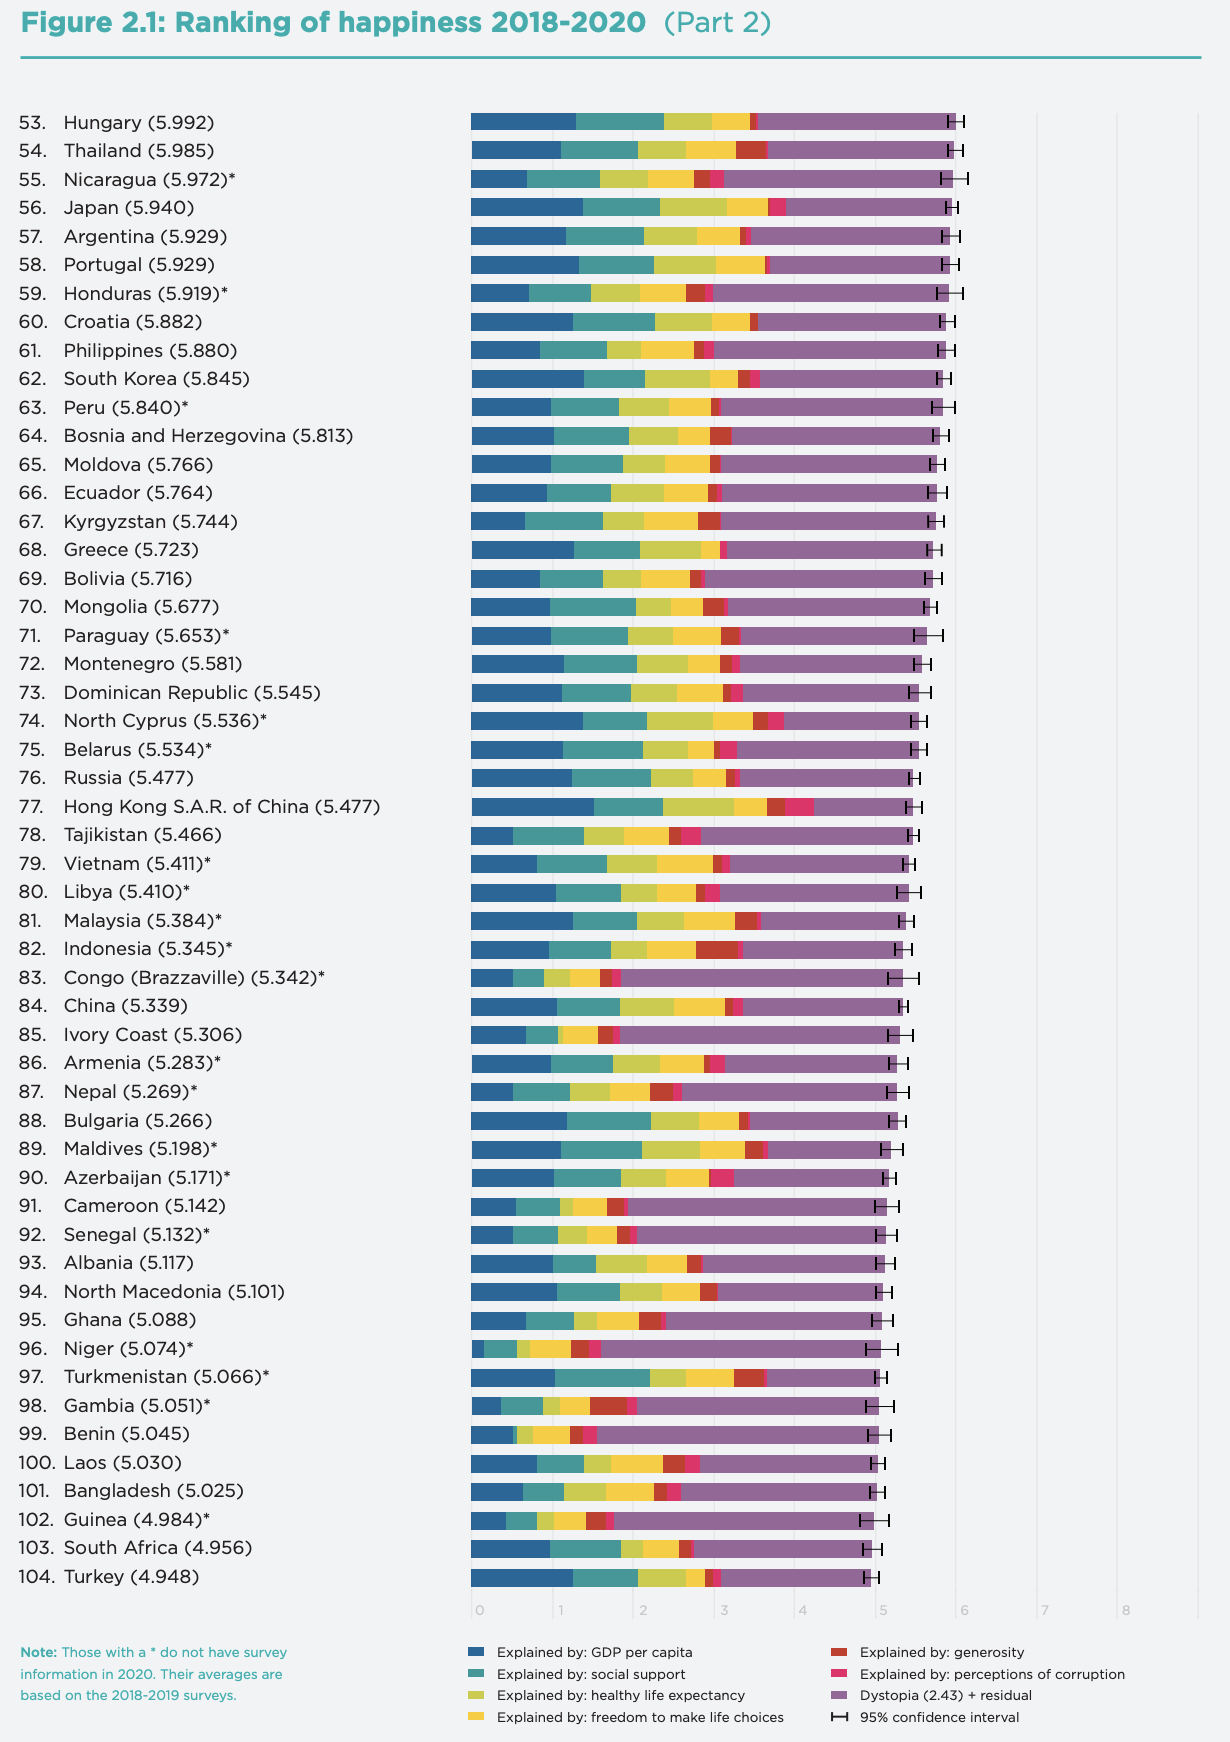 Figure 2.1: Ranking of happiness 2018-2020 (Part 2)
53. Hungary (5.992)
54. Thailand (5.985)
55. Nicaragua (5.972)*
56. Japan (5.940)
57. Argentina (5.929)
58. Portugal (5.929)
59. Honduras (5.919)*
60. Croatia (5.882)
61. Philippines (5.880)
62. South Korea (5.845)
63. Peru (5.840)*
64. Bosnia and Herzegovina (5.813)
65. Moldova (5.766)
66. Ecuador (5.764)
67. Kyrgyzstan (5.744)
68. Greece (5.723)
69. Bolivia (5.716)
70. Mongolia (5.677)
71. Paraguay (5.653)*
72. Montenegro (5.581)
73. Dominican Republic (5.545)
74. North Cyprus (5.536)*
75. Belarus (5.534)*
76. Russia (5.477)
77. Hong Kong S.A.R. of China (5.477)
78. Tajikistan (5.466)
79. Vietnam (5.411)*
80. Libya (5.410)*
81. Malaysia (5.384)*
82. Indonesia (5.345)*
83. Congo (Brazzaville) (5.342)*
84. China (5.339)
85. Ivory Coast (5.306)
86. Armenia (5.283)*
87. Nepal (5.269)*
88. Bulgaria (5.266)
89. Maldives (5.198)*
90. Azerbaijan (5.171)*
91. Cameroon (5.142)
92. Senegal (5.132)*
93. Albania (5.117)
94. North Macedonia (5.101)
95. Ghana (5.088)
96. Niger (5.074)*
97. Turkmenistan (5.066)*
98. Gambia (5.051)*
99. Benin (5.045)
100. Laos (5.030)
101. Bangladesh (5.025)
102. Guinea (4.984)*
103. South Africa (4.956)
104. Turkey (4.948)
0 1 2 3 4 5 6 7 8
Note: Those with a * do not have survey
information in 2020. Their averages are
based on the 2018-2019 surveys.
Explained by: GDP per capita
Explained by: social support
Explained by: healthy life expectancy
Explained by: freedom to make life choices
Explained by: generosity
Explained by: perceptions of corruption
Dystopia (2.43) + residual
95% confidence interval